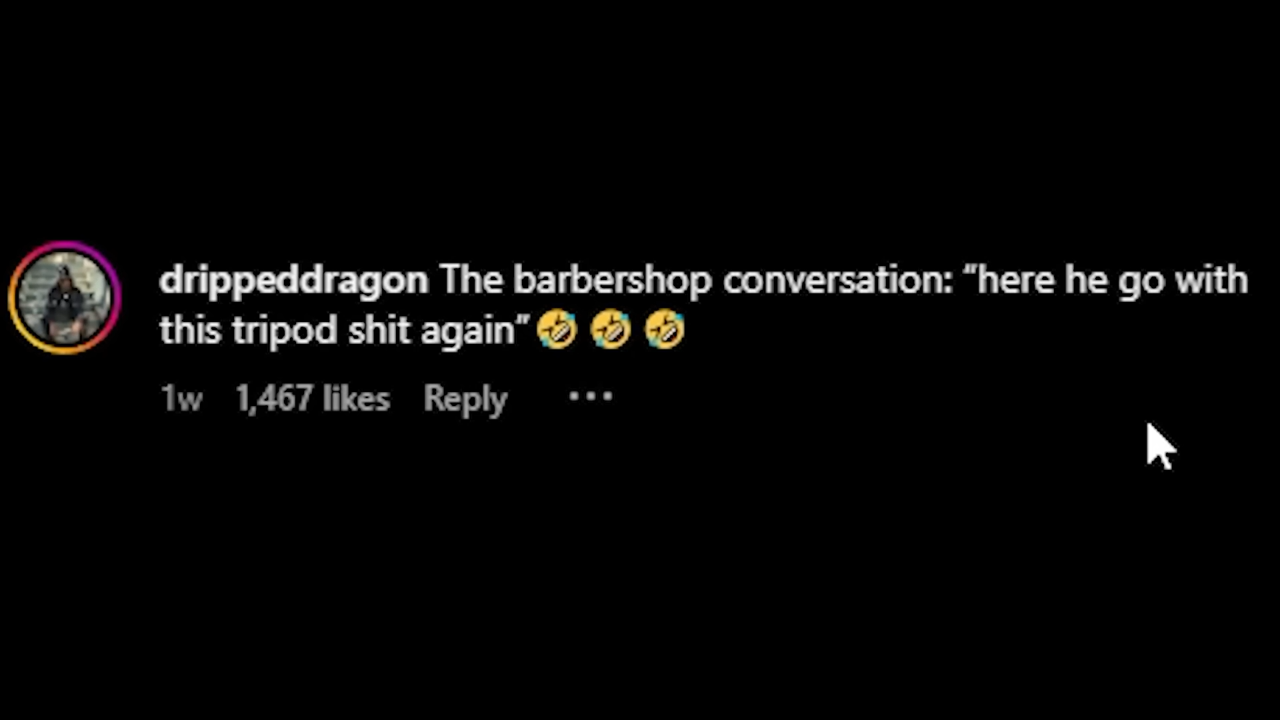 drippeddragon The barbershop conversation: “here he go with
this tripod shit again”🤣🤣🤣
1w 1,467 likes Reply •••